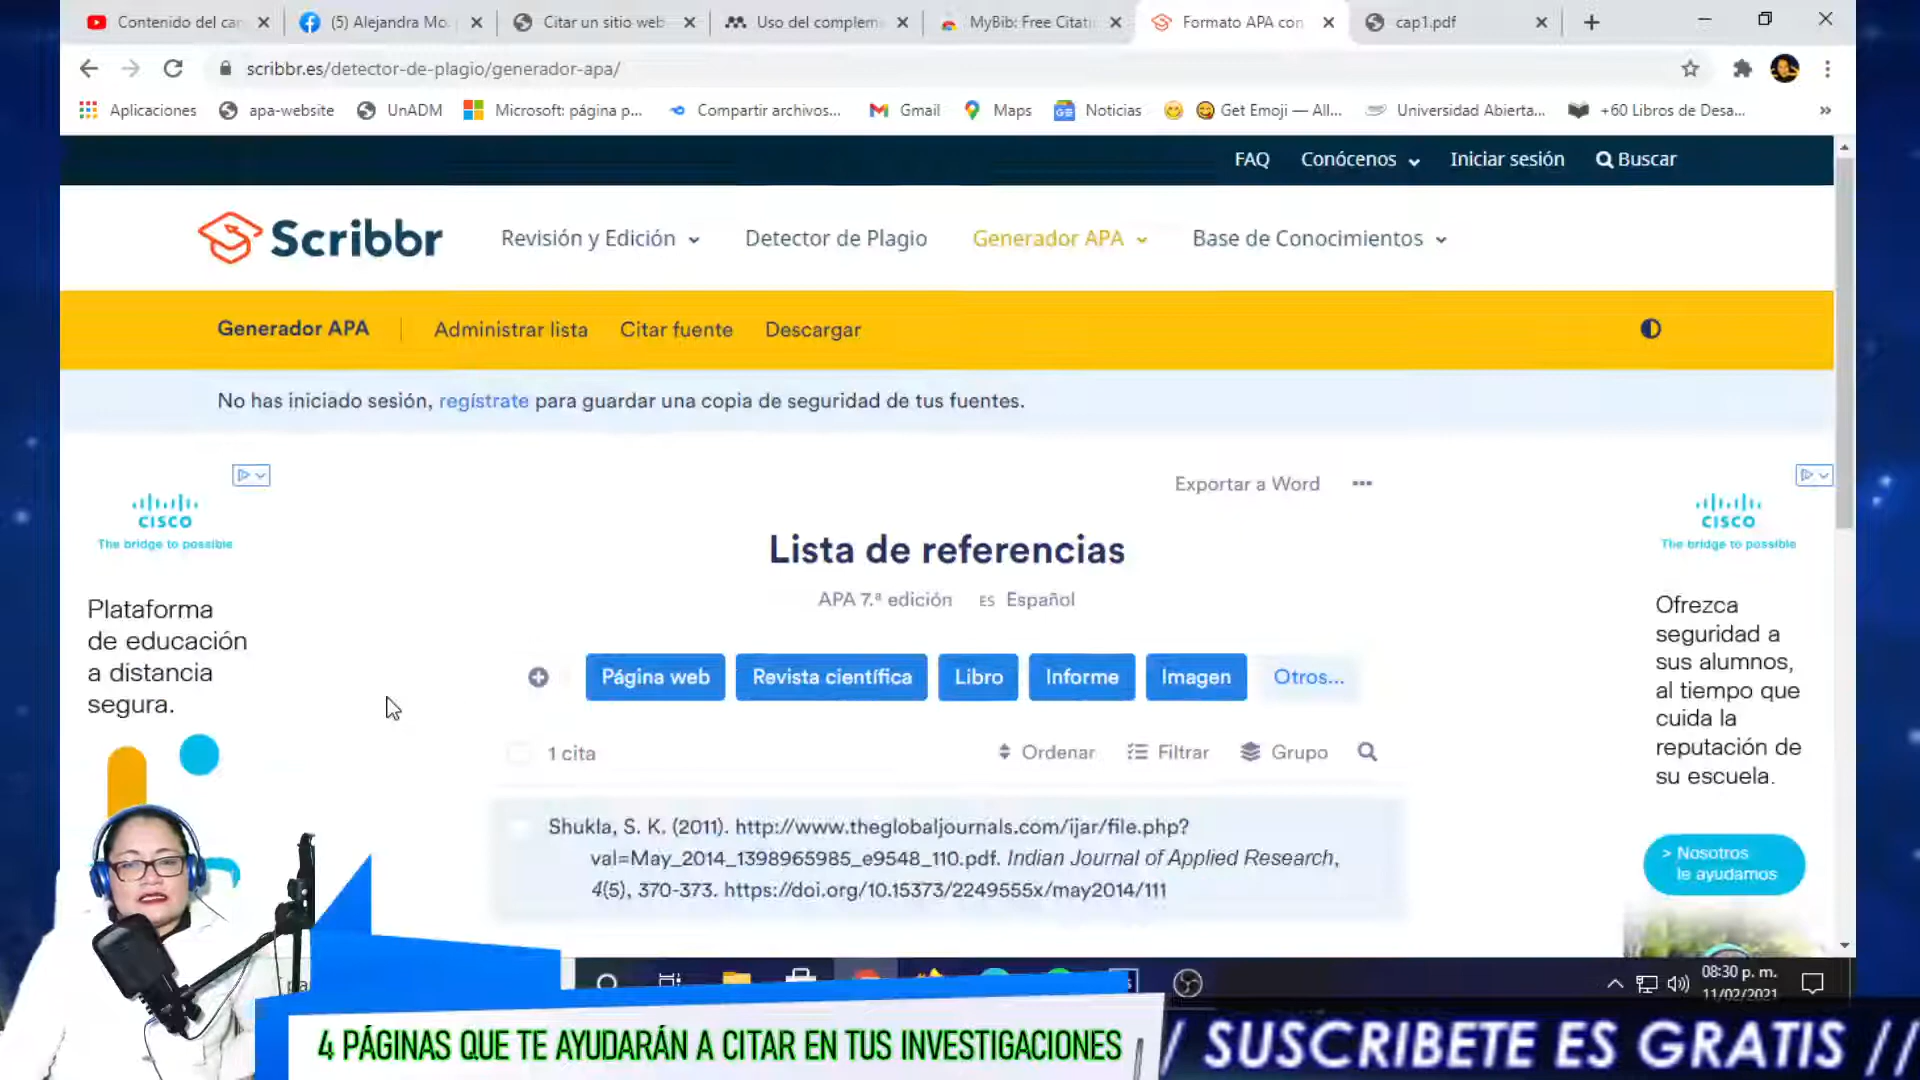 Contenido del ca
(5) Alejandra Mo.
Citar un sitio web
Uso del complem
MyBib: Free Citati
Formato APA con
cap1.pdf
scribbr.es/detector-de-plagio/generador-apa/
Aplicaciones
apa-website
UnADM
Microsoft: página p...
Compartir archivos...
Gmail
Maps
Noticias
Get Emoji — All...
Universidad Abierta...
+60 Libros de Desa...
»
FAQ
Conócenos
Iniciar sesión
Buscar
Scribbr
Revisión y Edición
Detector de Plagio
Generador APA
Base de Conocimientos
Generador APA
Administrar lista
Citar fuente
Descargar
No has iniciado sesión, regístrate para guardar una copia de seguridad de tus fuentes.
Exportar a Word
CISCO
The bridge to possible
Plataforma
de educación
a distancia
segura.
Lista de referencias
APA 7.ª edición
ES Español
Página web
Revista científica
Libro
Informe
Imagen
Otros...
1 cita
Ordenar
Filtrar
Grupo
Shukla, S. K. (2011). http://www.theglobaljournals.com/ijar/file.php?
val=May_2014_1398965985_e9548_110.pdf. Indian Journal of Applied Research,
4(5), 370-373. https://doi.org/10.15373/2249555x/may2014/111
CISCO
The bridge to possible
Ofrezca
seguridad a
sus alumnos,
al tiempo que
cuida la
reputación de
su escuela.
> Nosotros
le ayudamos
08:30 p. m.
11/02/2021
4 PÁGINAS QUE TE AYUDARÁN A CITAR EN TUS INVESTIGACIONES
/ SUSCRIBETE ES GRATIS //